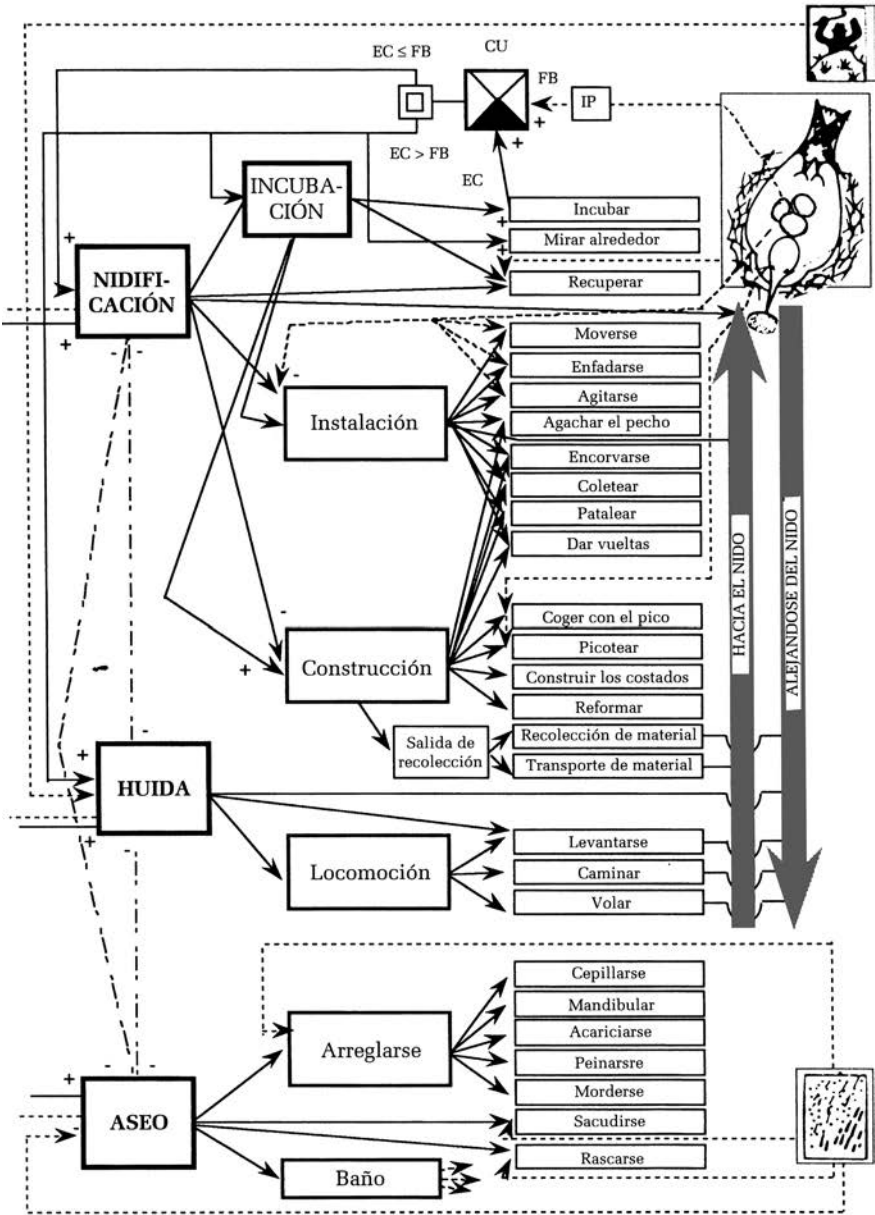 EC ≤ FB
CU
FB
IP
EC > FB
EC
INCUBA-
CIÓN
Incubar
Mirar alrededor
Recuperar
NIDIFI-
CACIÓN
Moverse
Enfadarse
Agitarse
Agachar el pecho
Encorvarse
Coletear
Patalear
Dar vueltas
Instalación
HACIA EL NIDO
ALEJANDOSE DEL NIDO
Coger con el pico
Picotear
Construir los costados
Reformar
Construcción
Salida de
recolección
Recolección de material
Transporte de material
HUIDA
Locomoción
Levantarse
Caminar
Volar
Cepillarse
Mandibular
Acariciarse
Peinarsre
Morderse
Arreglarse
Sacudirse
Rascarse
ASEO
Baño